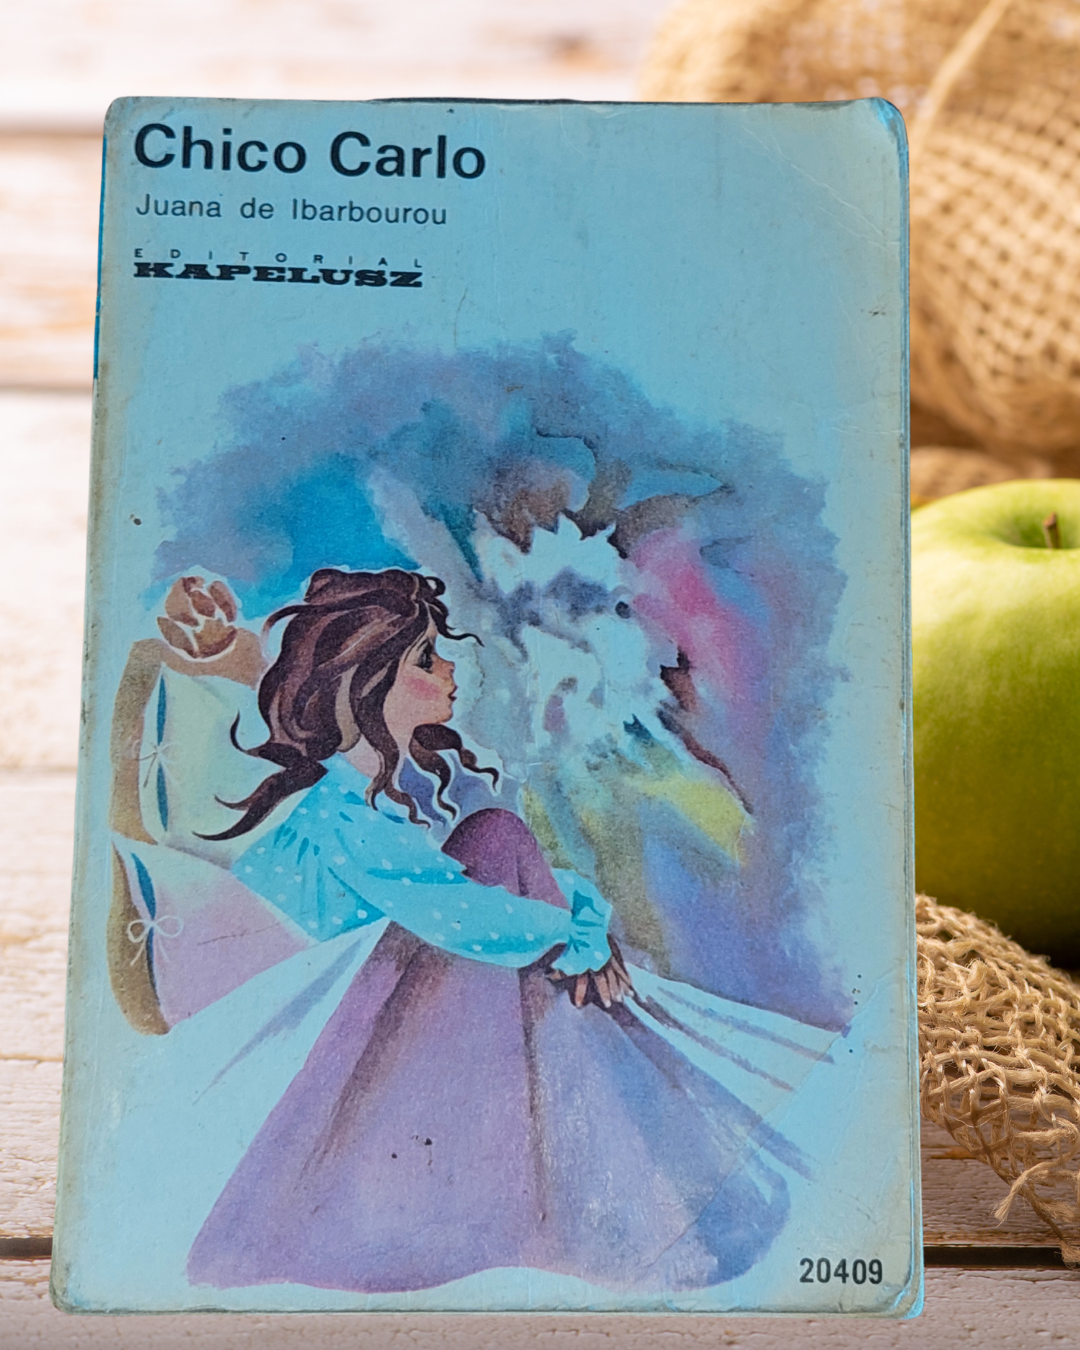 Chico Carlo
Juana de Ibarbourou
EDITORIAL
KAPELUSZ
20409